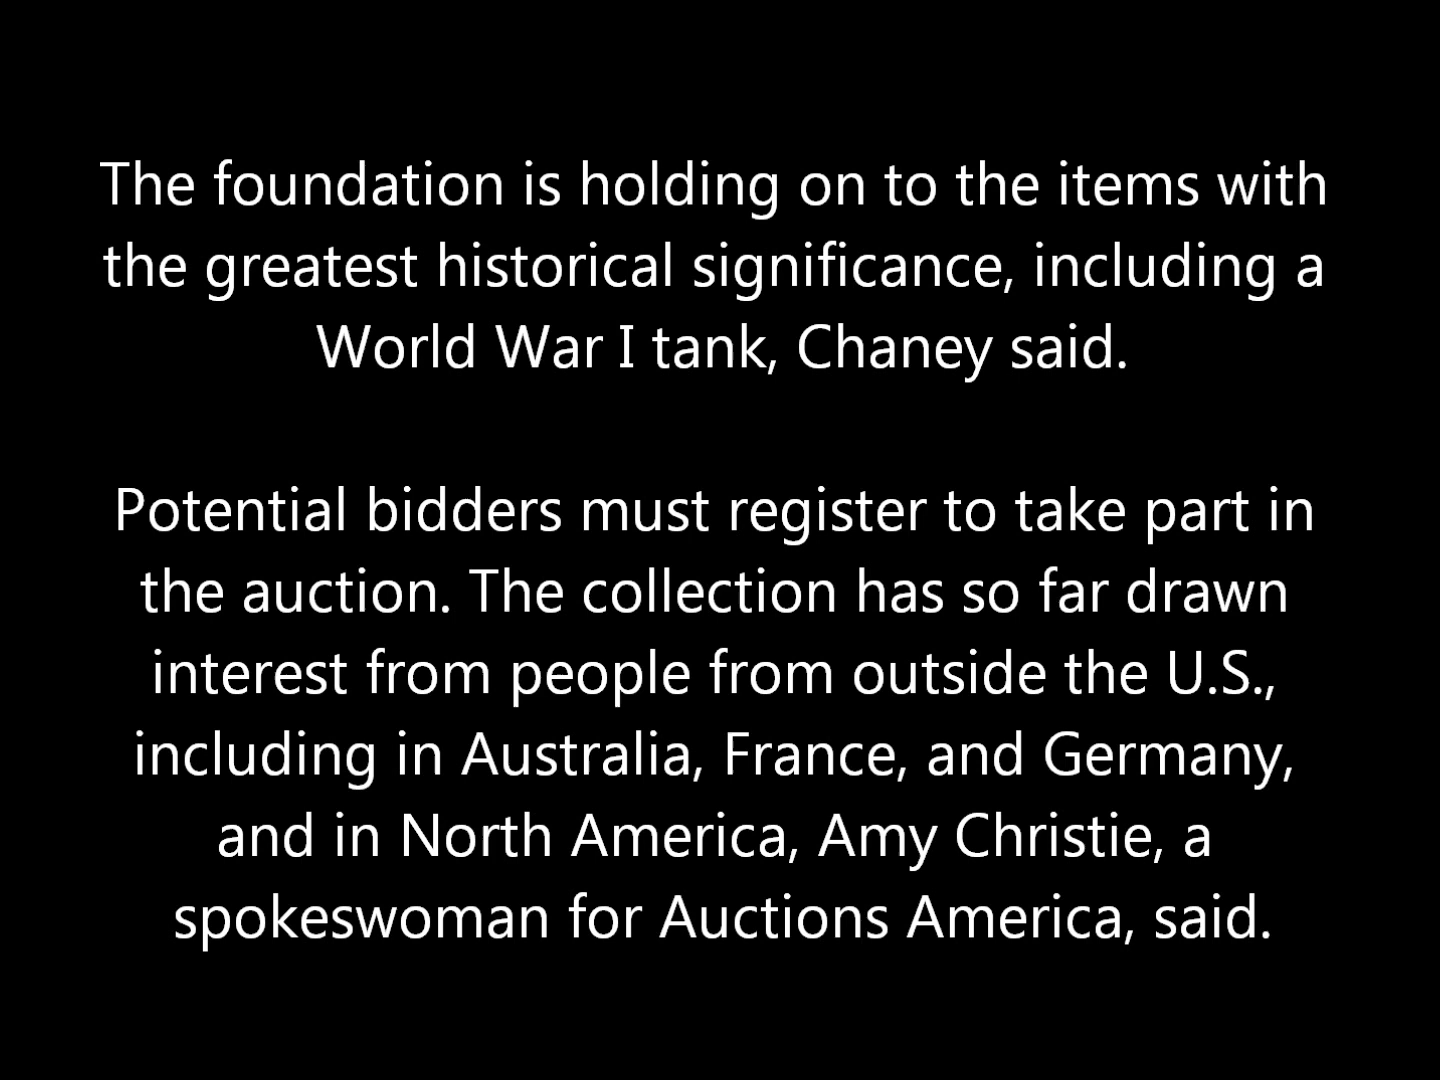 The foundation is holding on to the items with
the greatest historical significance, including a
World War I tank, Chaney said.
Potential bidders must register to take part in
the auction. The collection has so far drawn
interest from people from outside the U.S.,
including in Australia, France, and Germany,
and in North America, Amy Christie, a
spokeswoman for Auctions America, said.